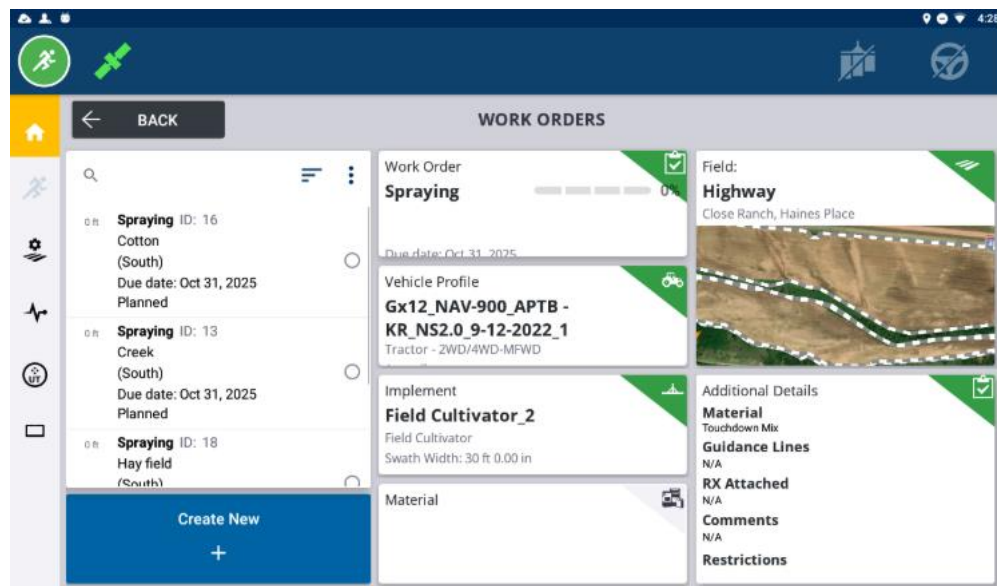 4:28
BACK
WORK ORDERS
0 ft
Spraying ID: 16
Cotton
(South)
Due date: Oct 31, 2025
Planned
0 ft
Spraying ID: 13
Creek
(South)
Due date: Oct 31, 2025
Planned
0 ft
Spraying ID: 18
Hay field
(South)
Create New
+
Work Order
Spraying
0%
Due date: Oct 31, 2025
Vehicle Profile
Gx12_NAV-900_APTB -
KR_NS2.0_9-12-2022_1
Tractor - 2WD/4WD-MFWD
Implement
Field Cultivator_2
Field Cultivator
Swath Width: 30 ft 0.00 in
Material
Field:
Highway
Close Ranch, Haines Place
Additional Details
Material
Touchdown Mix
Guidance Lines
N/A
RX Attached
N/A
Comments
N/A
Restrictions
UT